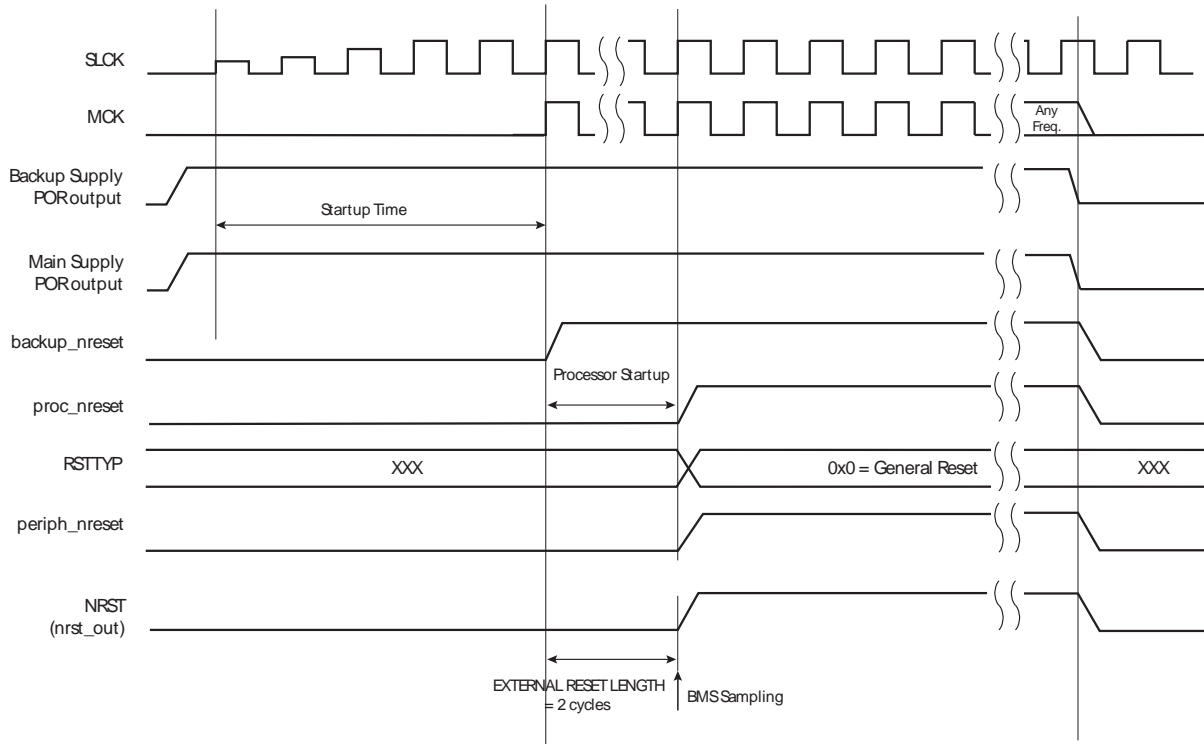 SLCK
MCK
Any
Freq.
Backup Supply
POR output
Startup Time
Main Supply
POR output
backup_nreset
Processor Startup
proc_nreset
RSTTYP
XXX
0x0 = General Reset
XXX
periph_nreset
NRST
(nrst_out)
EXTERNAL RESET LENGTH
= 2 cycles
BMS Sampling